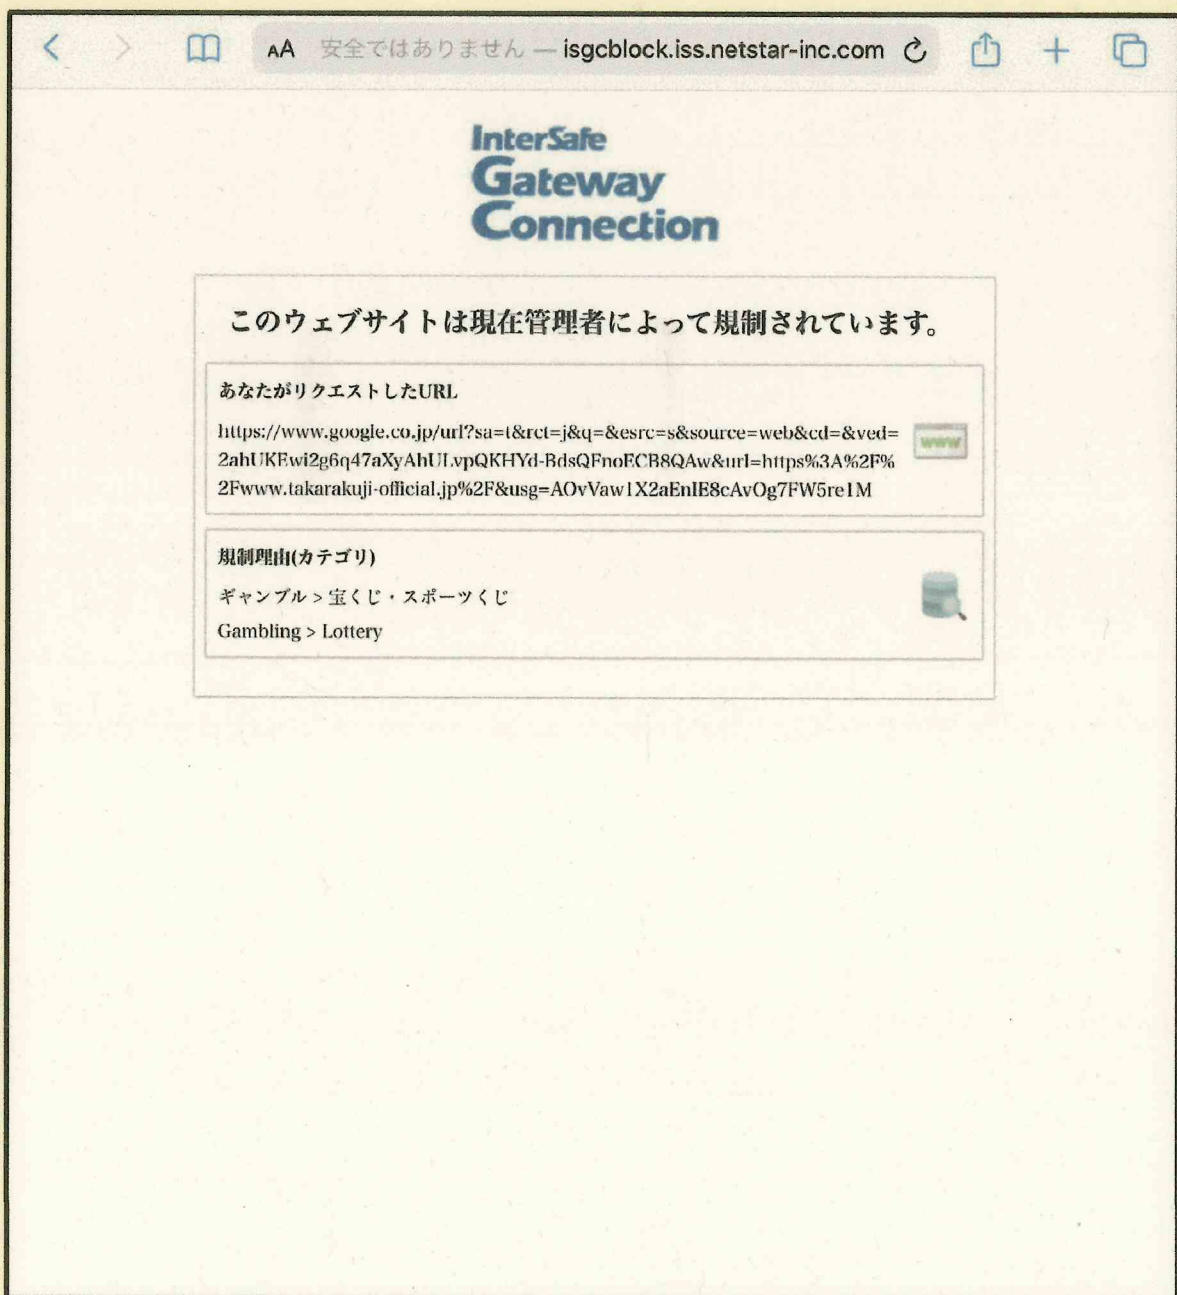 AA 安全ではありません — isgcblock.iss.netstar-inc.com
InterSafe
Gateway
Connection
このウェブサイトは現在管理者によって規制されています。
あなたがリクエストしたURL
https://www.google.co.jp/url?sa=t&rct=j&q=&esrc=s&source=web&cd=&ved=
2ahUKEwi2g6q47aXyAhULvpQKHYd-BdsQFnoECB8QAw&url=https%3A%2F%
2Fwww.takarakuji-official.jp%2F&usg=AOvVaw1X2aEnlE8cAvOg7FW5re1M
www
規制理由(カテゴリ)
ギャンブル > 宝くじ・スポーツくじ
Gambling > Lottery